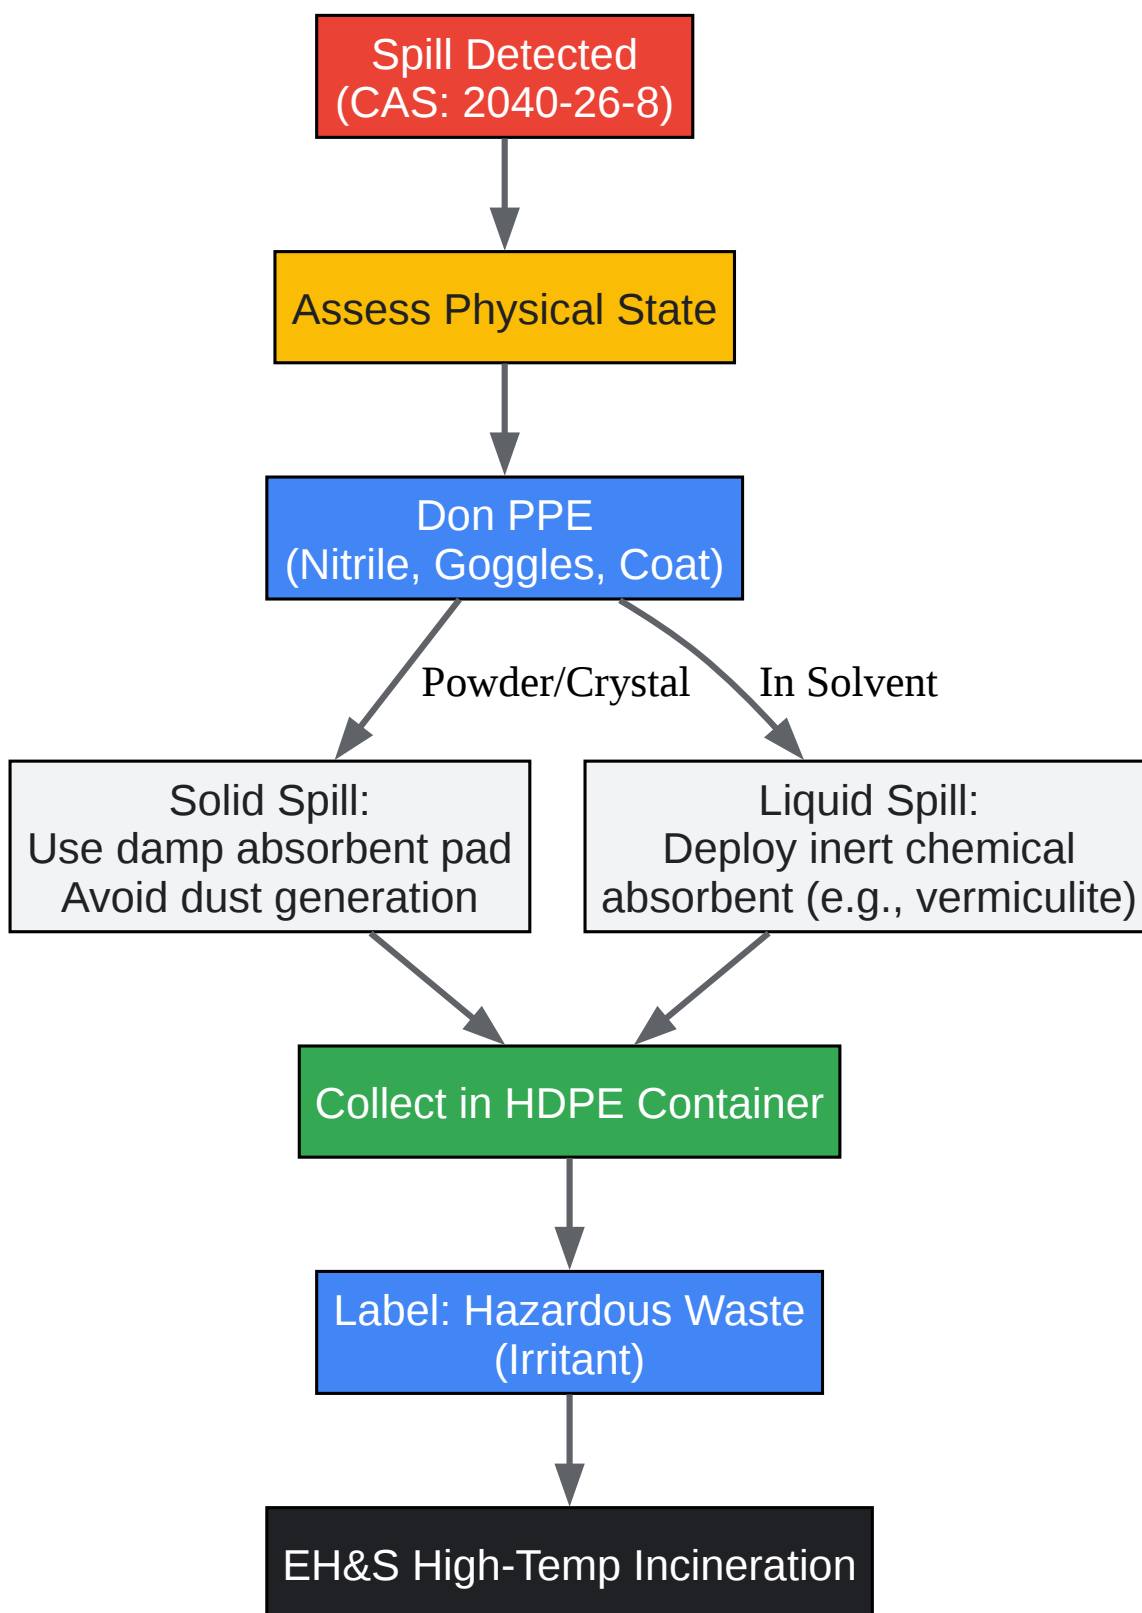 Spill Detected
(CAS: 2040-26-8)
Assess Physical State
Don PPE
(Nitrile, Goggles, Coat)
Powder/Crystal
In Solvent
Solid Spill:
Use damp absorbent pad
Avoid dust generation
Liquid Spill:
Deploy inert chemical
absorbent (e.g., vermiculite)
Collect in HDPE Container
Label: Hazardous Waste
(Irritant)
EH&S High-Temp Incineration